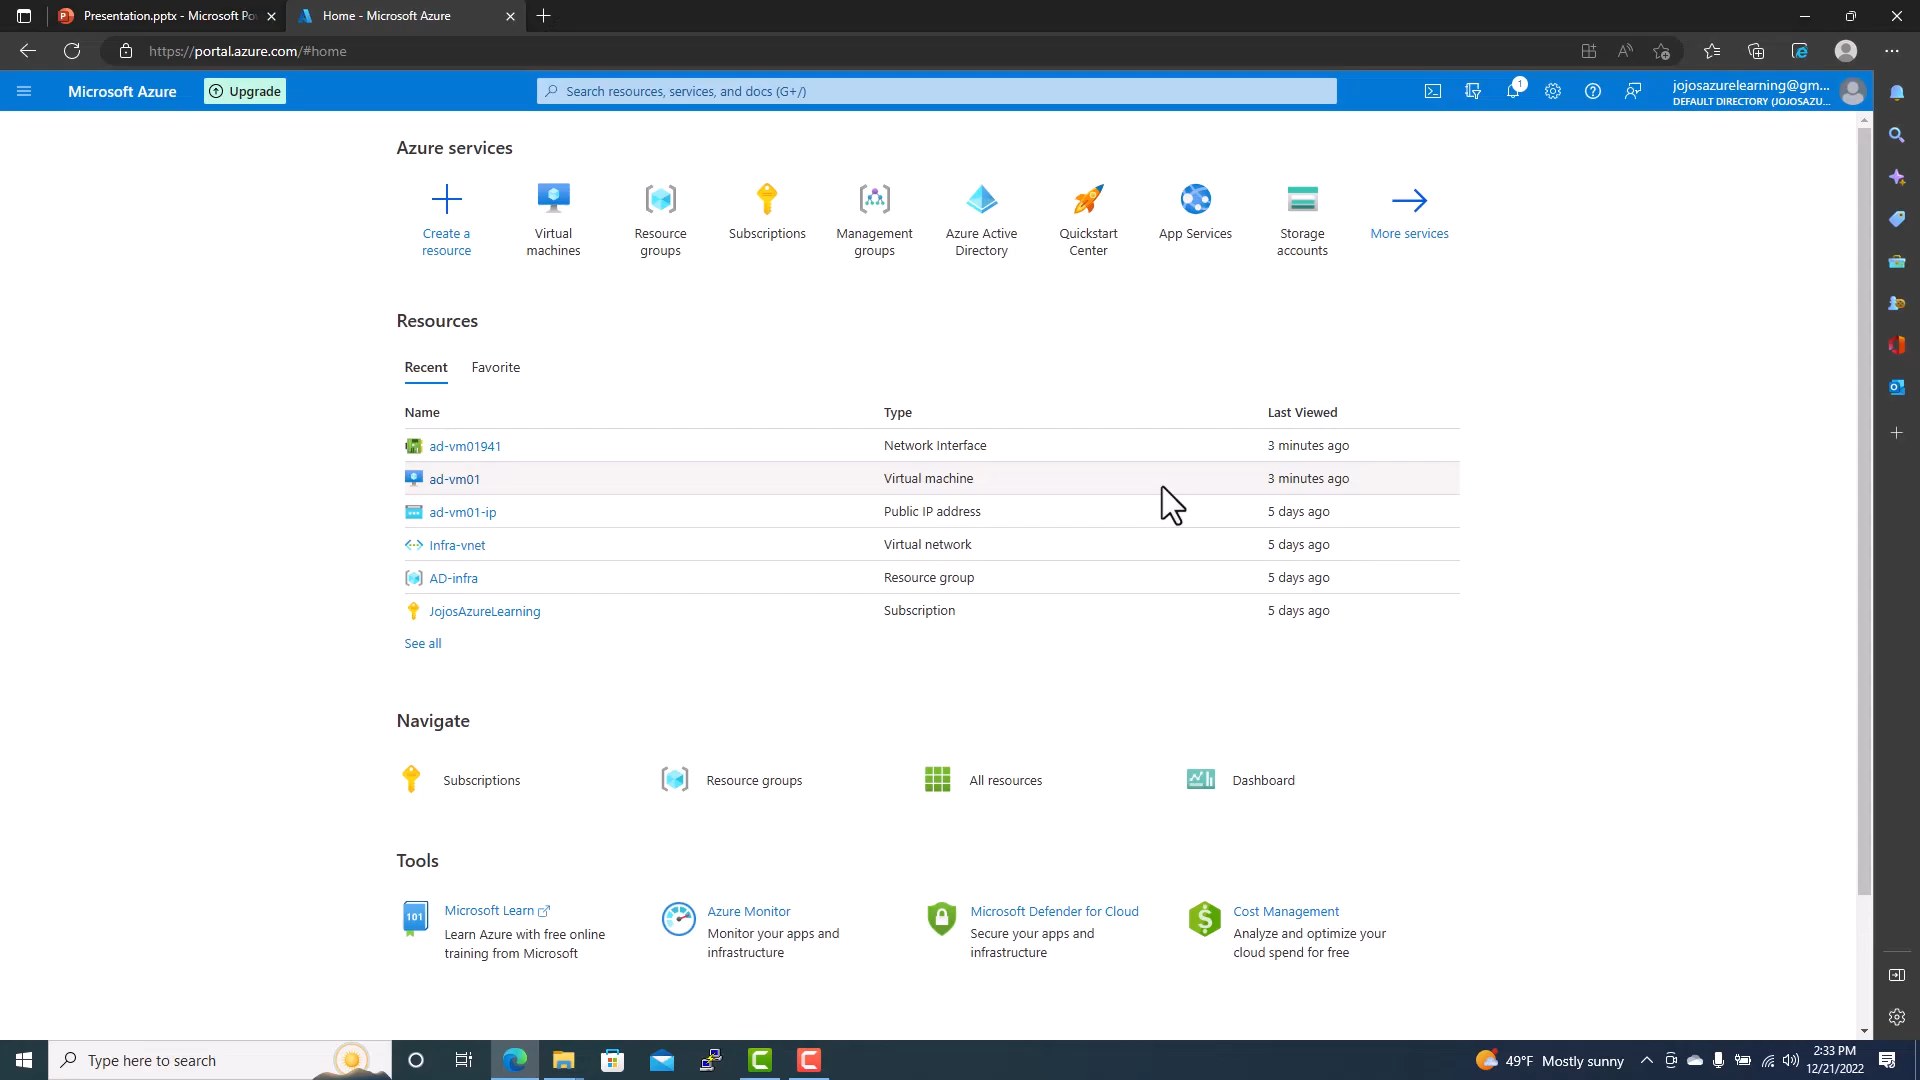 Presentation.pptx - Microsoft Po
Home - Microsoft Azure
https://portal.azure.com/#home
Microsoft Azure
Upgrade
Search resources, services, and docs (G+/)
1
jojosazurelearning@gm...
DEFAULT DIRECTORY (JOJOSAZU...
Azure services
Create a resource
Virtual machines
Resource groups
Subscriptions
Management groups
Azure Active Directory
Quickstart Center
App Services
Storage accounts
More services
Resources
Recent Favorite
Name Type Last Viewed
ad-vm01941 Network Interface 3 minutes ago
ad-vm01 Virtual machine 3 minutes ago
ad-vm01-ip Public IP address 5 days ago
Infra-vnet Virtual network 5 days ago
AD-infra Resource group 5 days ago
JojosAzureLearning Subscription 5 days ago
See all
Navigate
Subscriptions Resource groups All resources Dashboard
Tools
101
Microsoft Learn
Learn Azure with free online
training from Microsoft
Azure Monitor
Monitor your apps and
infrastructure
Microsoft Defender for Cloud
Secure your apps and
infrastructure
Cost Management
Analyze and optimize your
cloud spend for free
Type here to search
49°F Mostly sunny
2:33 PM
12/21/2022